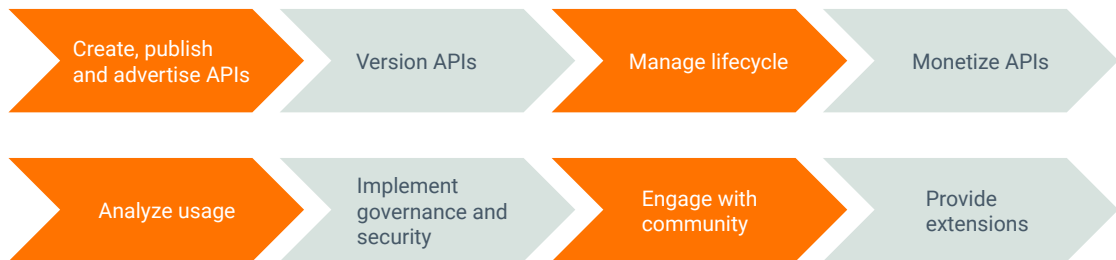 Create, publish
and advertise APIs
Version APIs
Manage lifecycle
Monetize APIs
Analyze usage
Implement
governance and
security
Engage with
community
Provide
extensions